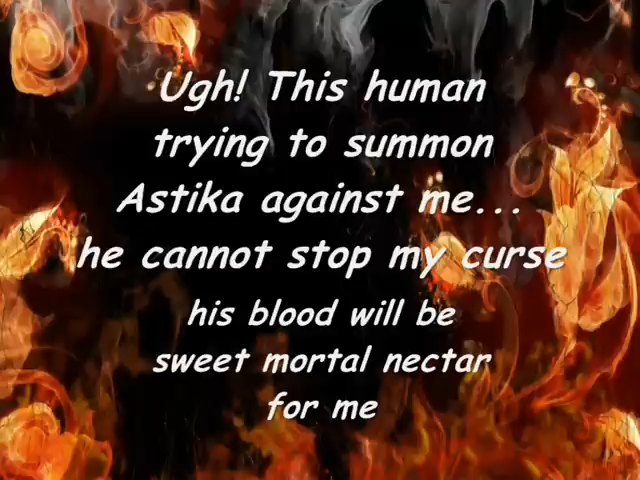 Ugh! This human
trying to summon
Astika against me...
he cannot stop my curse
his blood will be
sweet mortal nectar
for me